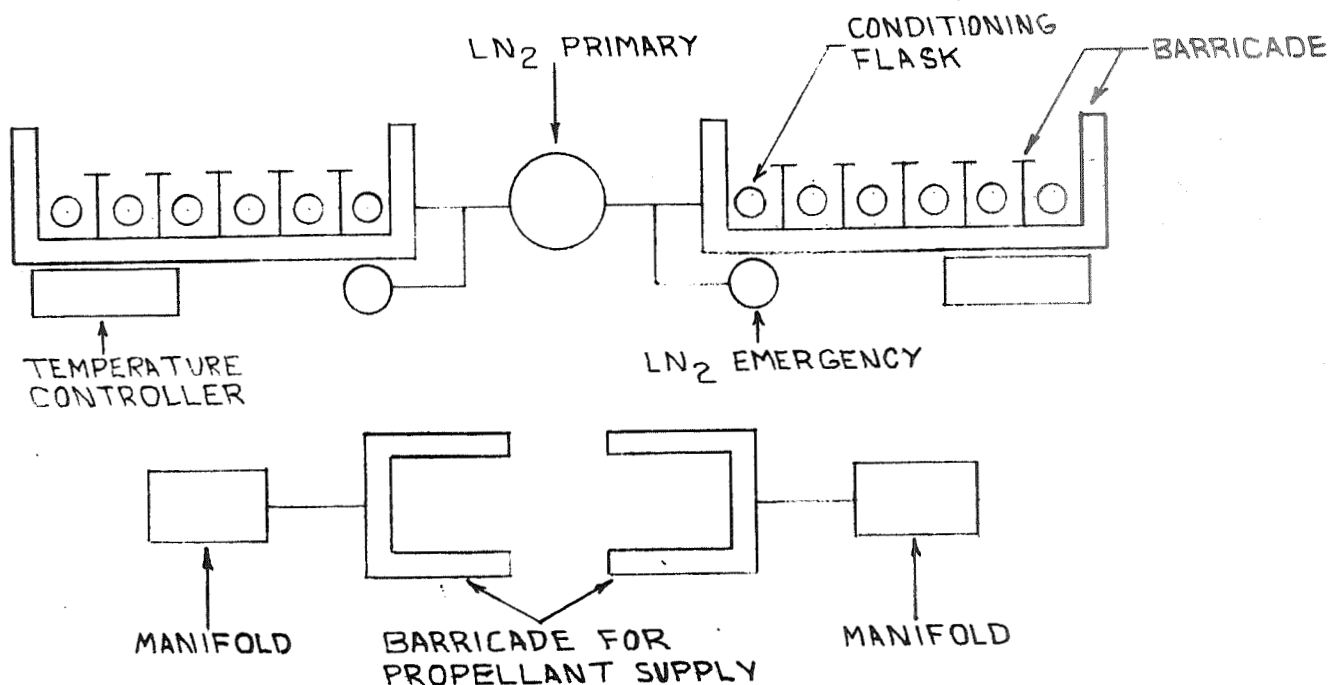 LN2 PRIMARY
CONDITIONING
FLASK
BARRICADE
TEMPERATURE
CONTROLLER
LN2 EMERGENCY
MANIFOLD
BARRICADE FOR
PROPELLANT SUPPLY
MANIFOLD